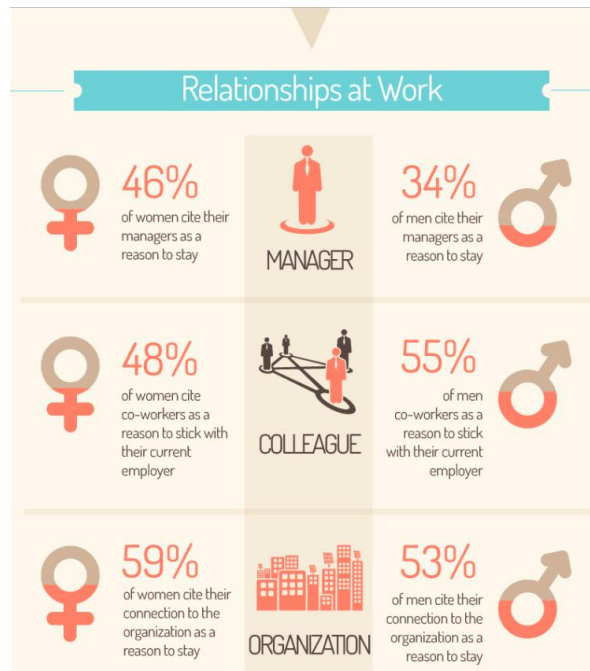 Relationships at Work
46%
of women cite their
managers as a
reason to stay
MANAGER
34%
of men cite their
managers as a
reason to stay
48%
of women cite
co-workers as a
reason to stick with
their current
employer
COLLEAGUE
55%
of men
co-workers as a
reason to stick
with their current
employer
59%
of women cite their
connection to the
organization as a
reason to stay
ORGANIZATION
53%
of men cite their
connection to the
organization as a
reason to stay